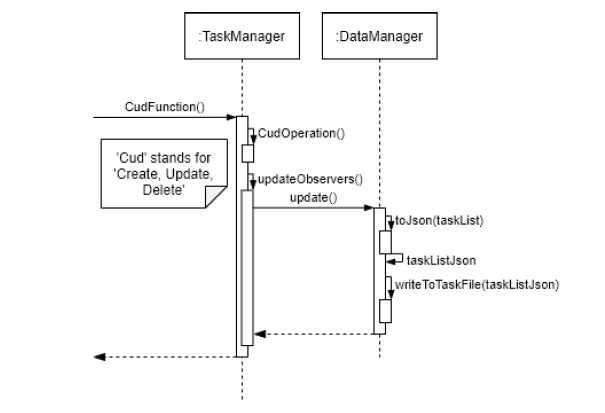 :TaskManager
:DataManager
CudFunction()
CudOperation()
'Cud' stands for
'Create, Update,
Delete'
updateObservers()
update()
toJson(taskList)
taskListJson
writeToTaskFile(taskListJson)